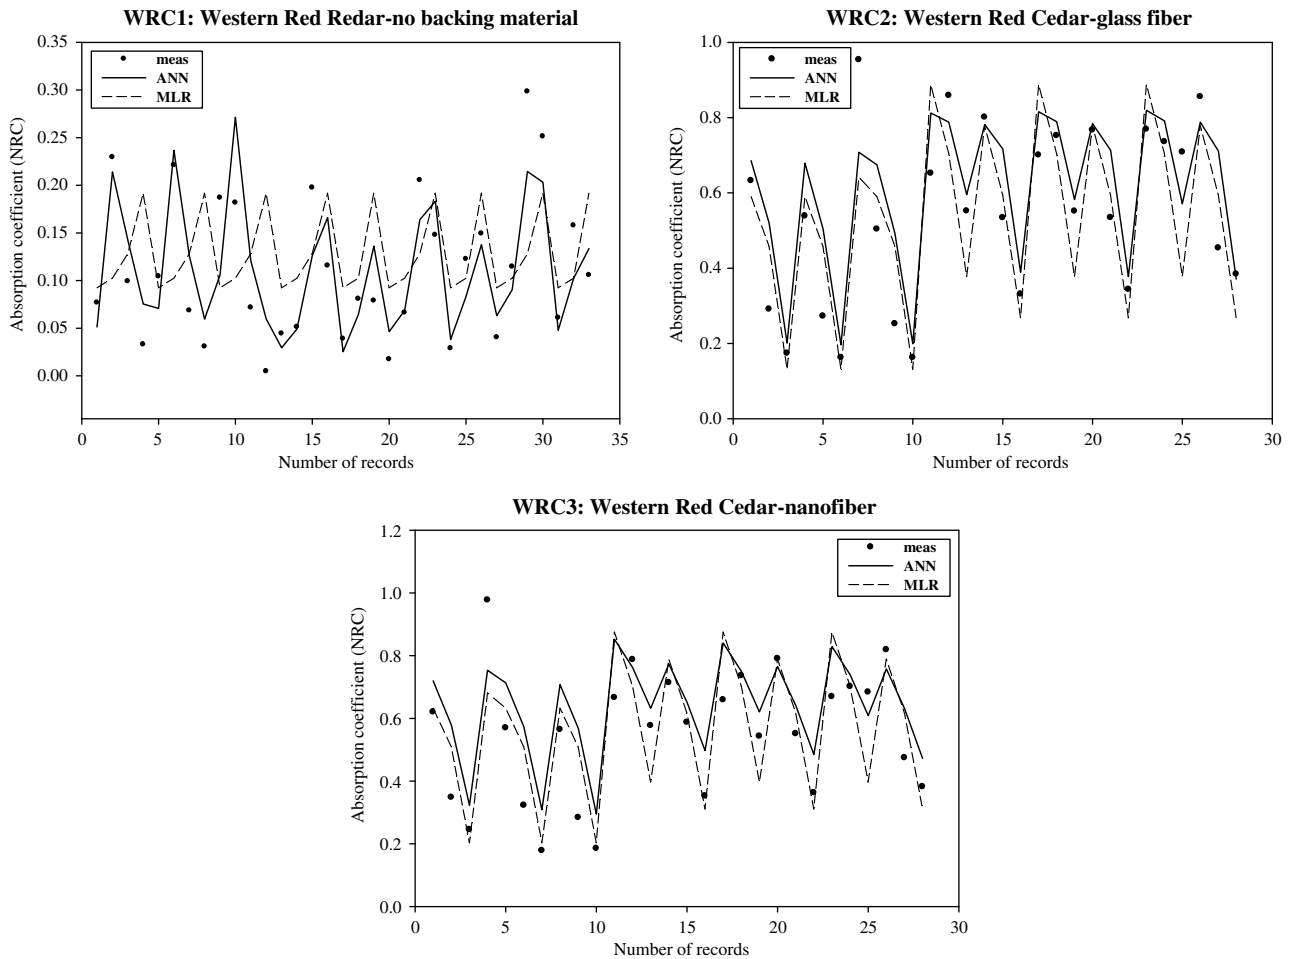 WRC1: Western Red Redar-no backing material
0.35
0.30
0.25
0.20
0.15
0.10
0.05
0.00
Absorption coefficient (NRC)
meas
ANN
MLR
0 5 10 15 20 25 30 35
Number of records
WRC2: Western Red Cedar-glass fiber
1.0
0.8
0.6
0.4
0.2
0.0
Absorption coefficient (NRC)
meas
ANN
MLR
0 5 10 15 20 25 30
Number of records
WRC3: Western Red Cedar-nanofiber
1.2
1.0
0.8
0.6
0.4
0.2
0.0
Absorption coefficient (NRC)
meas
ANN
MLR
0 5 10 15 20 25 30
Number of records